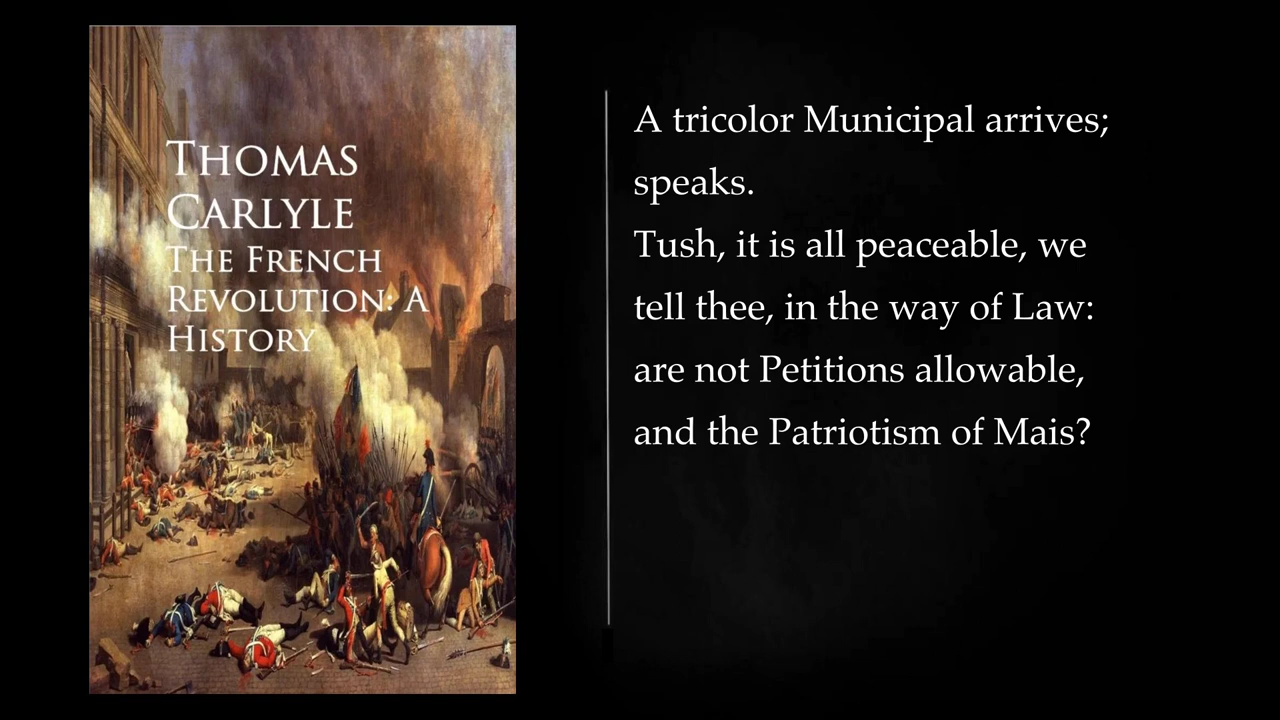 THOMAS
CARLYLE
THE FRENCH
REVOLUTION: A
HISTORY
A tricolor Municipal arrives;
speaks.
Tush, it is all peaceable, we
tell thee, in the way of Law:
are not Petitions allowable,
and the Patriotism of Mais?